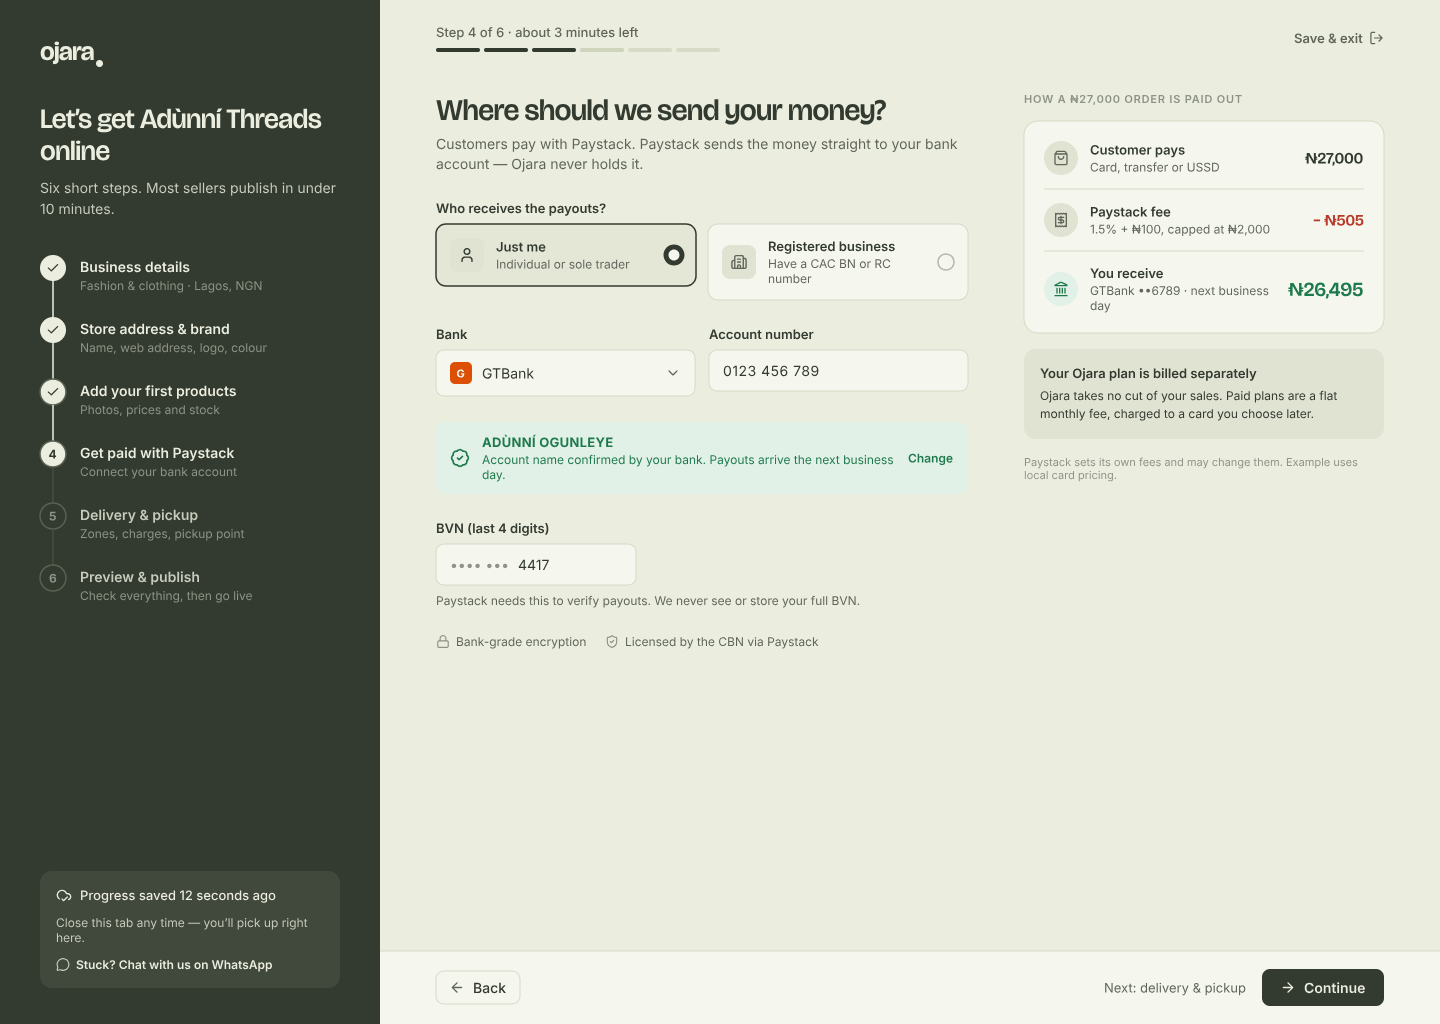 ojara.
Let's get Adùnní Threads
online
Six short steps. Most sellers publish in under
10 minutes.
Business details
Fashion & clothing · Lagos, NGN
Store address & brand
Name, web address, logo, colour
Add your first products
Photos, prices and stock
4
Get paid with Paystack
Connect your bank account
5
Delivery & pickup
Zones, charges, pickup point
6
Preview & publish
Check everything, then go live
Progress saved 12 seconds ago
Close this tab any time — you'll pick up right
here.
Stuck? Chat with us on WhatsApp
Step 4 of 6 · about 3 minutes left
Save & exit
Where should we send your money?
Customers pay with Paystack. Paystack sends the money straight to your bank
account — Ojara never holds it.
Who receives the payouts?
Just me
Individual or sole trader
Registered business
Have a CAC BN or RC
number
Bank
G GTBank
Account number
0123 456 789
ADÙNNÍ OGUNLEYE
Account name confirmed by your bank. Payouts arrive the next business
day.
Change
BVN (last 4 digits)
•••• ••• 4417
Paystack needs this to verify payouts. We never see or store your full BVN.
Bank-grade encryption
Licensed by the CBN via Paystack
HOW A ₦27,000 ORDER IS PAID OUT
Customer pays
Card, transfer or USSD
₦27,000
Paystack fee
1.5% + ₦100, capped at ₦2,000
− ₦505
You receive
GTBank ••6789 · next business
day
₦26,495
Your Ojara plan is billed separately
Ojara takes no cut of your sales. Paid plans are a flat
monthly fee, charged to a card you choose later.
Paystack sets its own fees and may change them. Example uses
local card pricing.
Back
Next: delivery & pickup
Continue